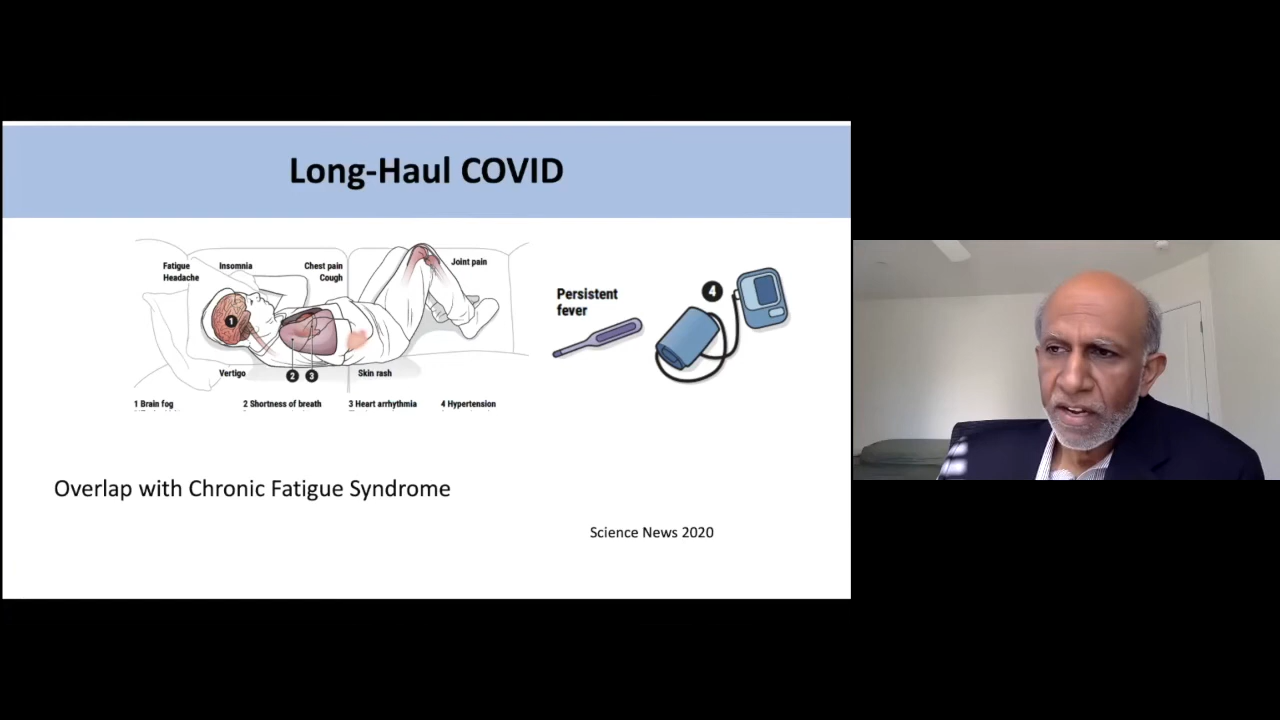 Long-Haul COVID
Fatigue
Headache
Insomnia
Chest pain
Cough
Joint pain
Persistent
fever
4
1
Vertigo
2 3
Skin rash
1 Brain fog
2 Shortness of breath
3 Heart arrhythmia
4 Hypertension
Overlap with Chronic Fatigue Syndrome
Science News 2020